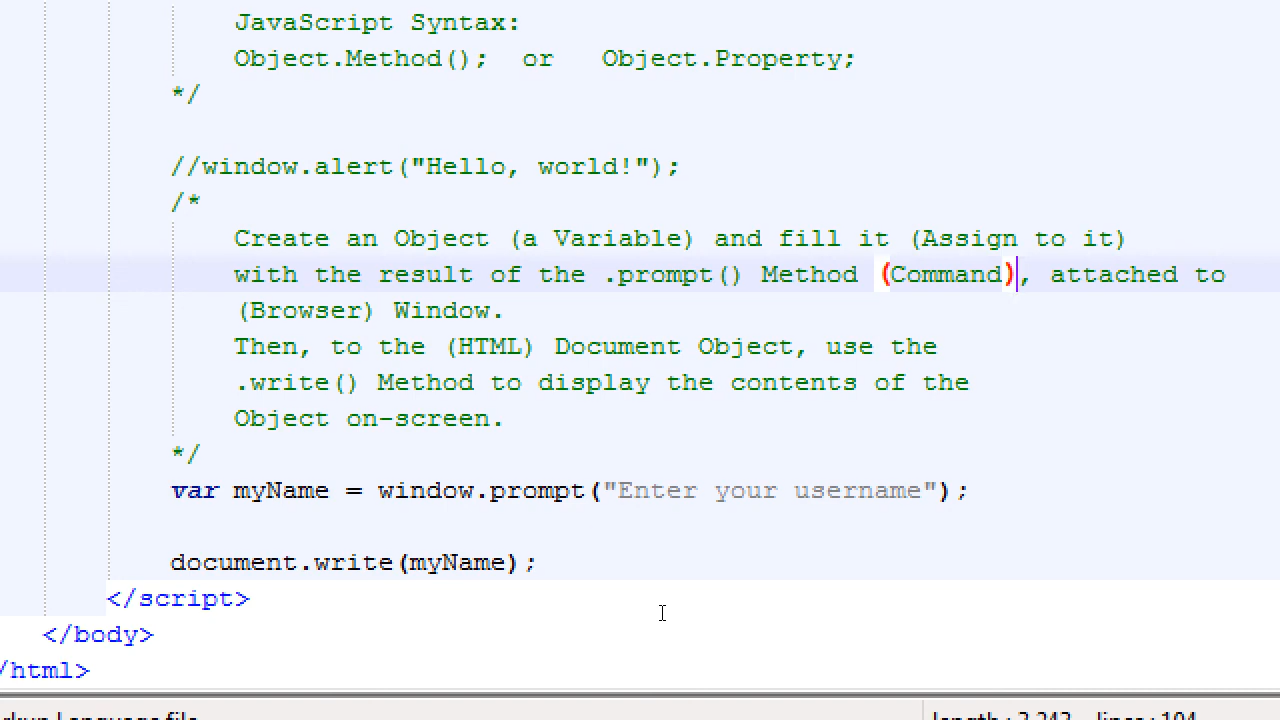 JavaScript Syntax:
Object.Method(); or Object.Property;
*/
//window.alert("Hello, world!");
/*
Create an Object (a Variable) and fill it (Assign to it)
with the result of the .prompt() Method (Command), attached to
(Browser) Window.
Then, to the (HTML) Document Object, use the
.write() Method to display the contents of the
Object on-screen.
*/
var myName = window.prompt("Enter your username");
document.write(myName);
</script>
</body>
/html>